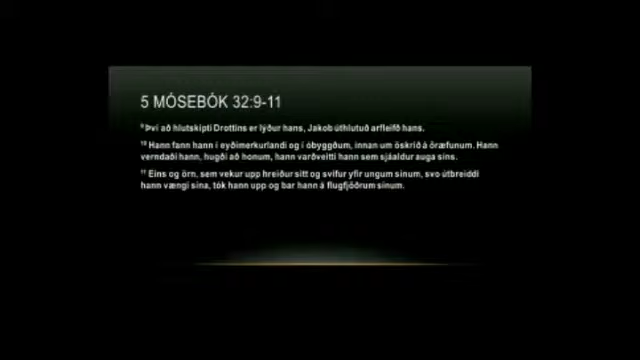 5 MÓSEBÓK 32:9-11
⁹ Því að hlutskipti Drottins er lýður hans, Jakob úthlutuð arfleifð hans.
¹⁰ Hann fann hann í eyðimerkurlandi og í óbyggðum, innan um öskrið á öræfunum. Hann
verndaði hann, hugði að honum, hann varðveitti hann sem sjáaldur auga síns.
¹¹ Eins og örn, sem vekur upp hreiður sitt og svífur yfir ungum sínum, svo útbreiddi
hann vængi sína, tók hann upp og bar hann á flugfjöðrum sínum.